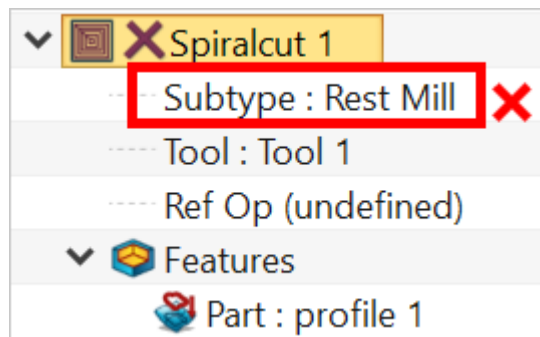 Spiralcut 1
Subtype : Rest Mill
Tool : Tool 1
Ref Op (undefined)
Features
Part : profile 1